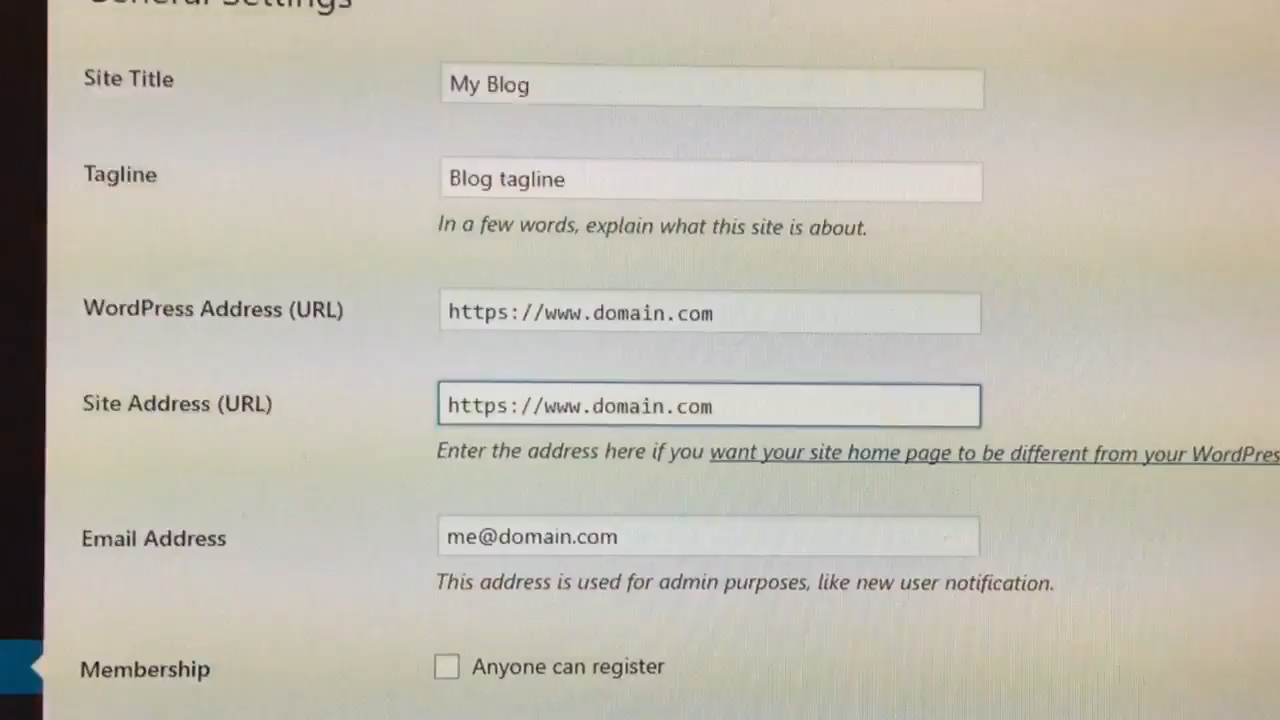 General Settings
Site Title
My Blog
Tagline
Blog tagline
In a few words, explain what this site is about.
WordPress Address (URL)
https://www.domain.com
Site Address (URL)
https://www.domain.com
Enter the address here if you want your site home page to be different from your WordPres
Email Address
me@domain.com
This address is used for admin purposes, like new user notification.
Membership
Anyone can register